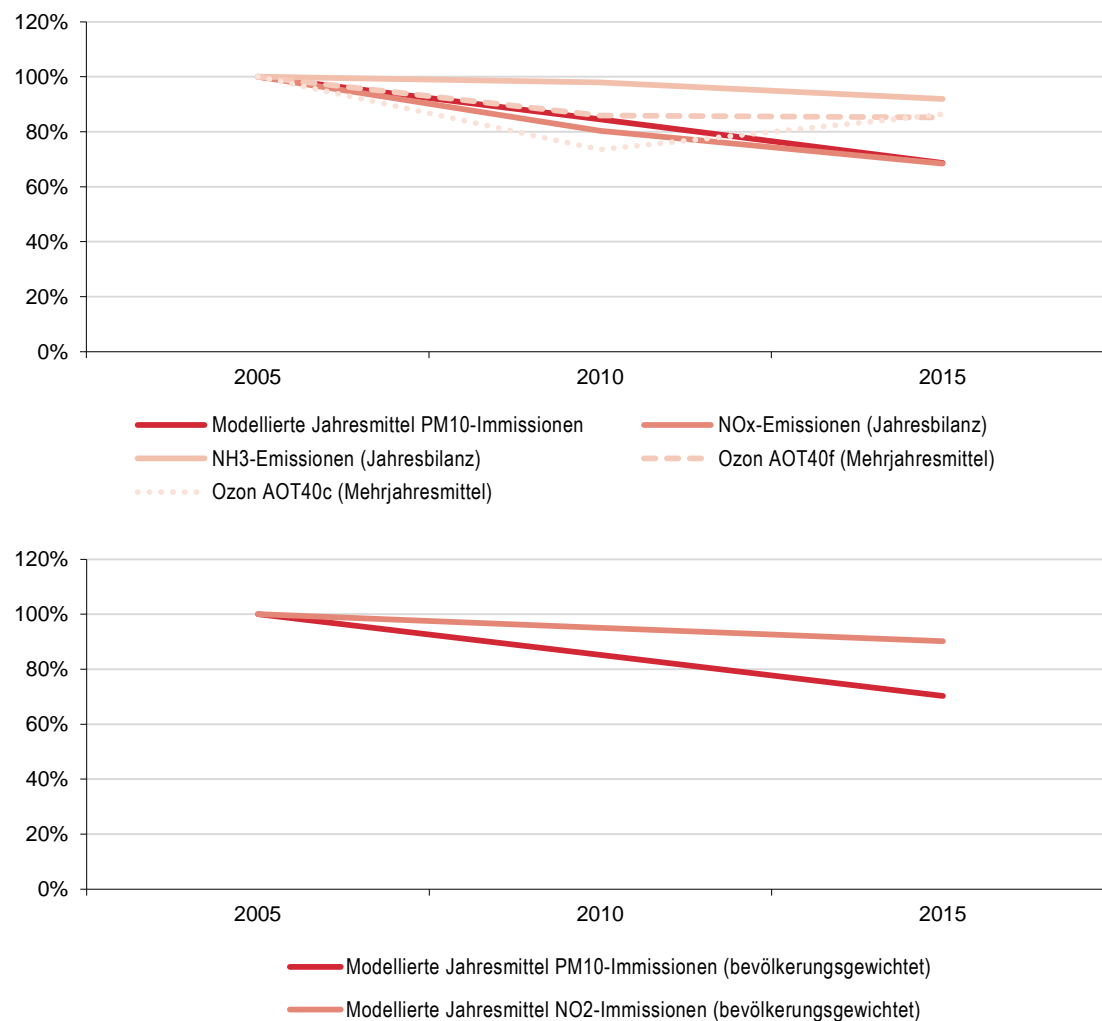 120%
100%
80%
60%
40%
20%
0%
2005 2010 2015
Modellierte Jahresmittel PM10-Immissionen NOx-Emissionen (Jahresbilanz)
NH3-Emissionen (Jahresbilanz) Ozon AOT40f (Mehrjahresmittel)
Ozon AOT40c (Mehrjahresmittel)
120%
100%
80%
60%
40%
20%
0%
2005 2010 2015
Modellierte Jahresmittel PM10-Immissionen (bevölkerungsgewichtet)
Modellierte Jahresmittel NO2-Immissionen (bevölkerungsgewichtet)